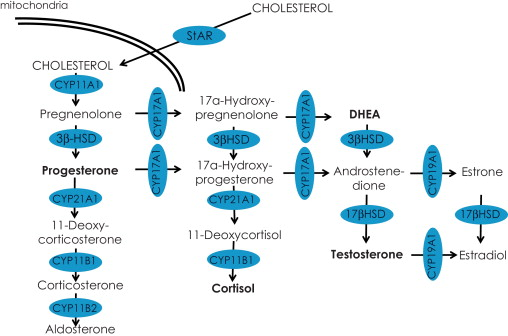 mitochondria
CHOLESTEROL
StAR
CHOLESTEROL
CYP11A1
Pregnenolone
CYP17A1
17α-Hydroxy-
pregnenolone
CYP17A1
DHEA
3β-HSD
3βHSD
3βHSD
Progesterone
CYP17A1
17α-Hydroxy-
progesterone
CYP17A1
Androstene-
dione
CYP19A1
Estrone
CYP21A1
CYP21A1
17βHSD
17βHSD
11-Deoxy-
corticosterone
11-Deoxycortisol
Testosterone
CYP19A1
Estradiol
CYP11B1
CYP11B1
Corticosterone
Cortisol
CYP11B2
Aldosterone